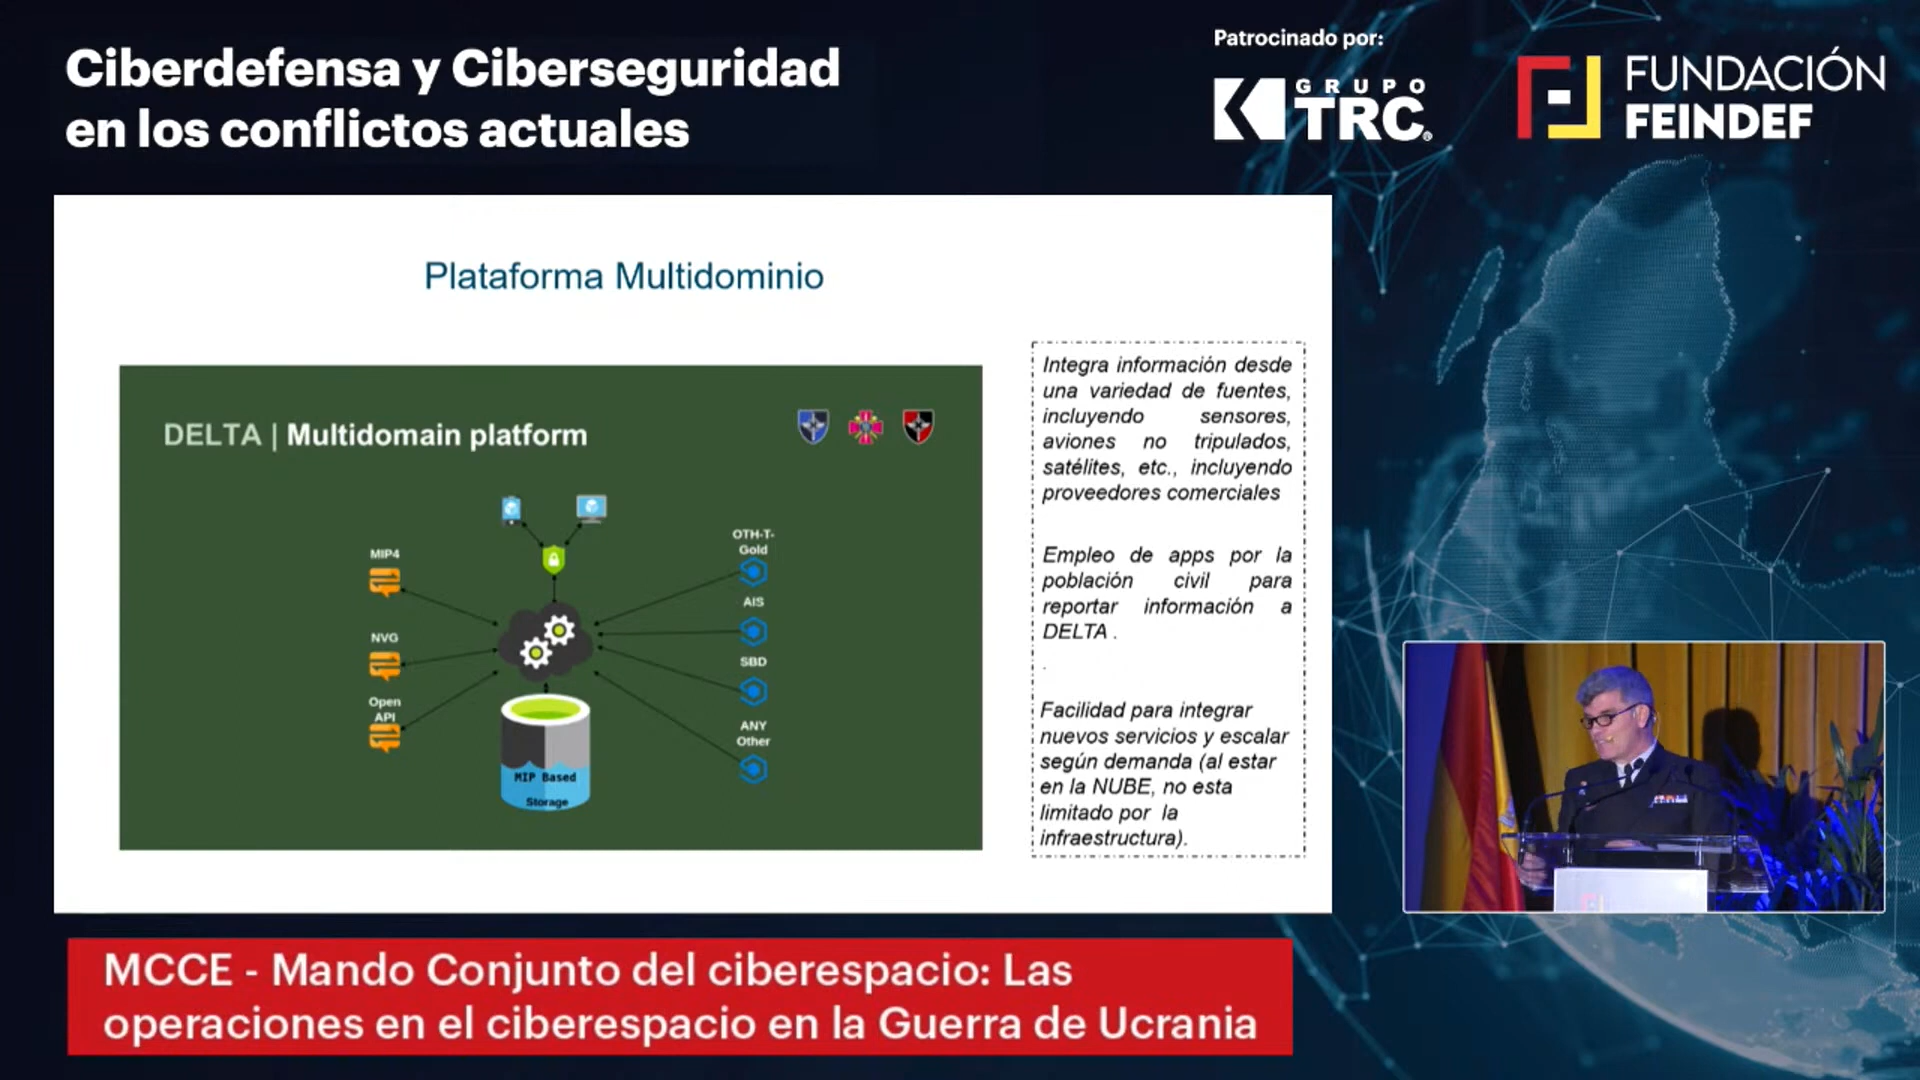 Ciberdefensa y Ciberseguridad
en los conflictos actuales
Patrocinado por:
GRUPO
TRC
FUNDACIÓN
FEINDEF
Plataforma Multidominio
DELTA | Multidomain platform
MIP4
NVG
Open
API
OTH-T-
Gold
AIS
SBD
ANY
Other
MIP Based
Storage
Integra información desde
una variedad de fuentes,
incluyendo sensores,
aviones no tripulados,
satélites, etc., incluyendo
proveedores comerciales
Empleo de apps por la
población civil para
reportar información a
DELTA .
.
Facilidad para integrar
nuevos servicios y escalar
según demanda (al estar
en la NUBE, no esta
limitado por la
infraestructura).
MCCE - Mando Conjunto del ciberespacio: Las
operaciones en el ciberespacio en la Guerra de Ucrania